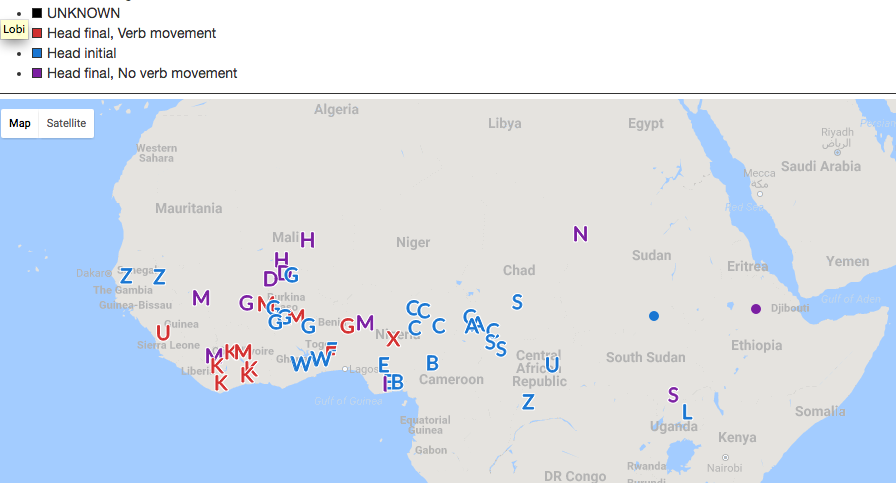 UNKNOWN
Lobi
Head final, Verb movement
Head initial
Head final, No verb movement
Map Satellite
Algeria
Libya
Egypt
Riyadh
الرياض
Western
Sahara
Saudi Arabia
Mecca
مكة
Mauritania
Red Sea
H
Mali
N
Niger
Sudan
H
Yemen
Chad
Eritrea
Dakar
Senegal
Z
Z
D
D
G
The Gambia
Gulf of Aden
Guinea-Bissau
M
G
M
Burkina
Faso
S
Djibouti
C
C
G
G
G
M
G
Benin
G
M
C
C
C
A
A
C
Guinea
U
Nigeria
X
S
S
Sierra Leone
Ethiopia
M
K
M
Ivoire
Togo
F
Central
African
Republic
South Sudan
K
K
K
K
Liberia
Ghana
W
W
Lagos
E
B
U
B
Cameroon
S
Z
L
Gulf of Guinea
Somalia
Equatorial
Guinea
Uganda
Kenya
Gabon
Rwanda
Nairobi
DR Congo
Burundi